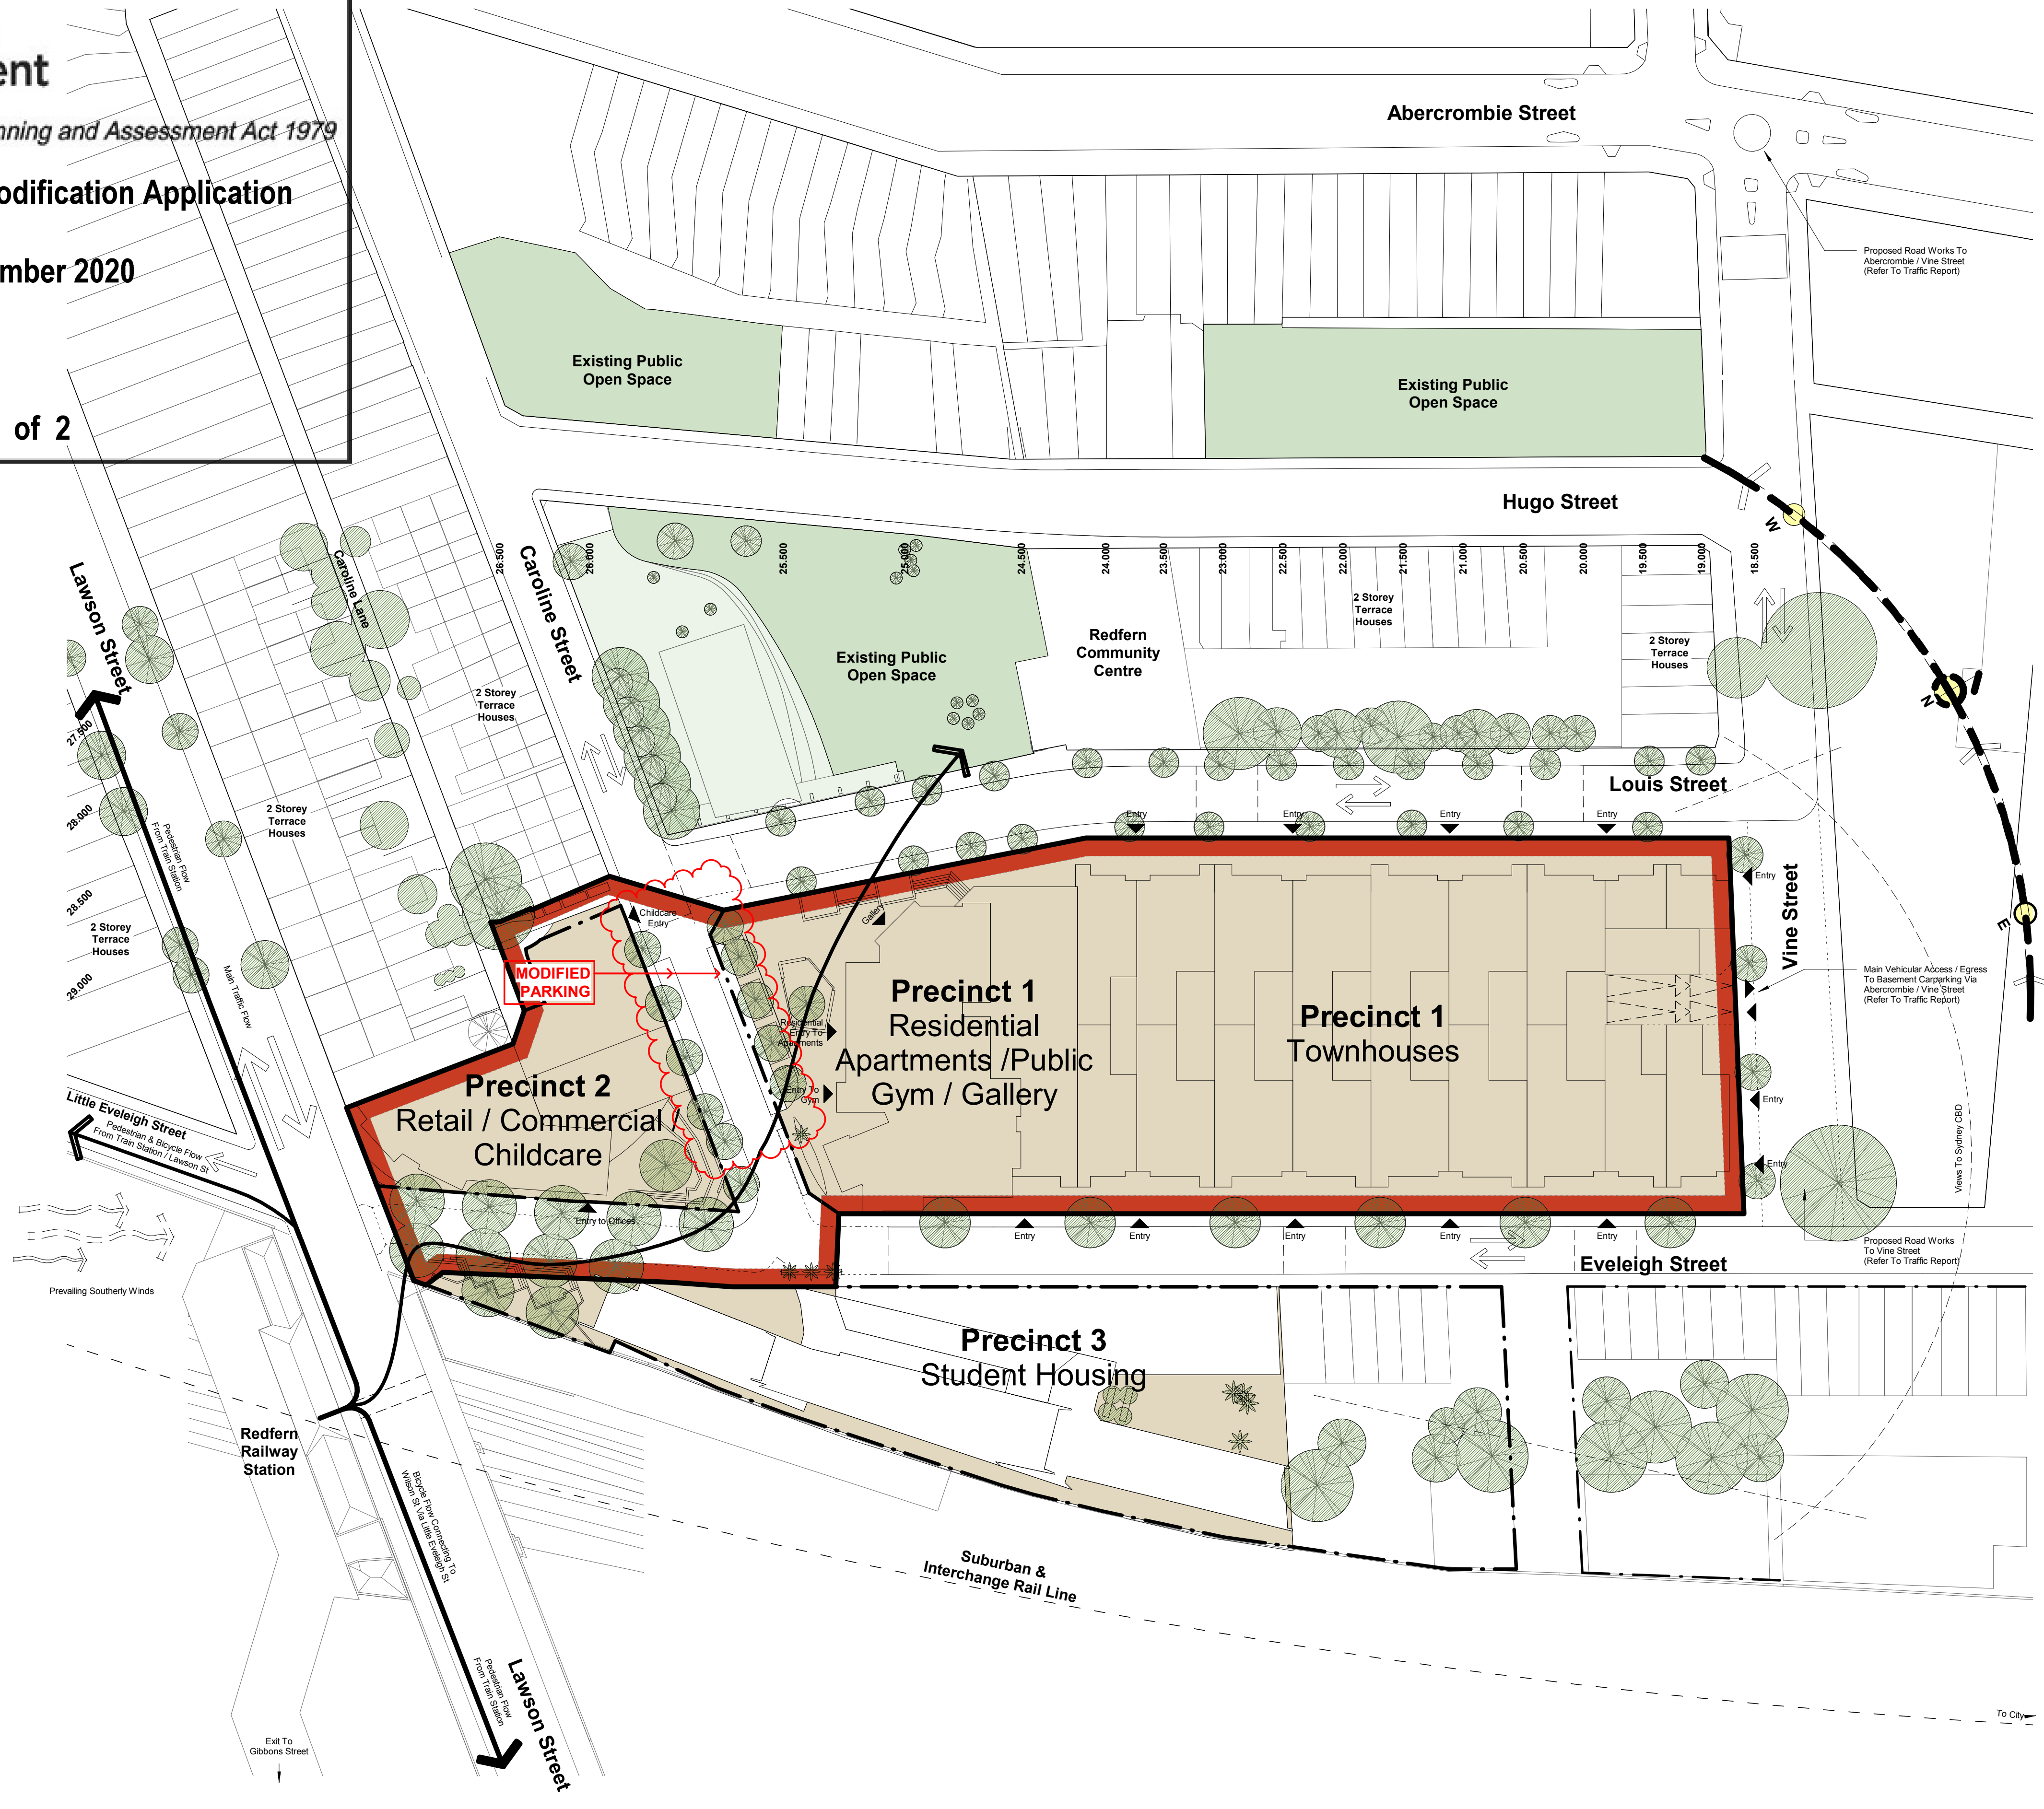 ent
nning and Assessment Act 1979
odification Application
mber 2020
of 2
Abercrombie Street
Proposed Road Works To
Abercrombie / Vine Street
(Refer To Traffic Report)
Existing Public
Open Space
Existing Public
Open Space
Hugo Street
W
N
E
Lawson Street
Caroline Lane
Caroline Street
26.500
26.000
25.500
25.000
24.500
24.000
23.500
23.000
22.500
22.000
21.500
21.000
20.500
20.000
19.500
19.000
18.500
2 Storey
Terrace
Houses
2 Storey
Terrace
Houses
Redfern
Community
Centre
Existing Public
Open Space
2 Storey
Terrace
Houses
2 Storey
Terrace
Houses
2 Storey
Terrace
Houses
27.500
28.000
28.500
29.000
Pedestrian Flow
From Train Station
Main Traffic Flow
Louis Street
Entry
Entry
Entry
Entry
Vine Street
Entry
Childcare
Entry
Gallery
MODIFIED
PARKING
Main Vehicular Access / Egress
To Basement Carparking Via
Abercrombie / Vine Street
(Refer To Traffic Report)
Precinct 1
Residential
Apartments /Public
Gym / Gallery
Precinct 1
Townhouses
Residential
Entry To
Apartments
Entry To
Gym
Entry
Entry
Precinct 2
Retail / Commercial /
Childcare
Little Eveleigh Street
Pedestrian & Bicycle Flow
From Train Station / Lawson St
Entry to Offices
Views To Sydney CBD
Entry
Entry
Entry
Entry
Entry
Eveleigh Street
Proposed Road Works
To Vine Street
(Refer To Traffic Report)
Prevailing Southerly Winds
Precinct 3
Student Housing
Redfern
Railway
Station
Bicycle Flow Connecting To
Wilson St Via Little Eveleigh St
Suburban &
Interchange Rail Line
Pedestrian Flow
From Train Station
Lawson Street
To City
Exit To
Gibbons Street